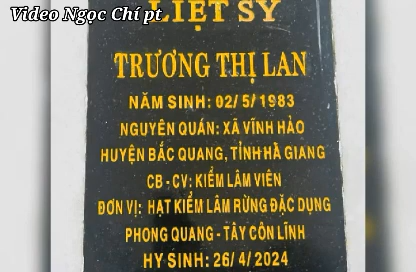 Video Ngọc Chí pt
LIỆT SỸ
TRƯƠNG THỊ LAN
NĂM SINH: 02/ 5/ 1983
NGUYÊN QUÁN: XÃ VĨNH HẢO
HUYỆN BẮC QUANG, TỈNH HÀ GIANG
CB - CV: KIỂM LÂM VIÊN
ĐƠN VỊ: HẠT KIỂM LÂM RỪNG ĐẶC DỤNG
PHONG QUANG - TÂY CÔN LĨNH
HY SINH: 26/ 4/ 2024